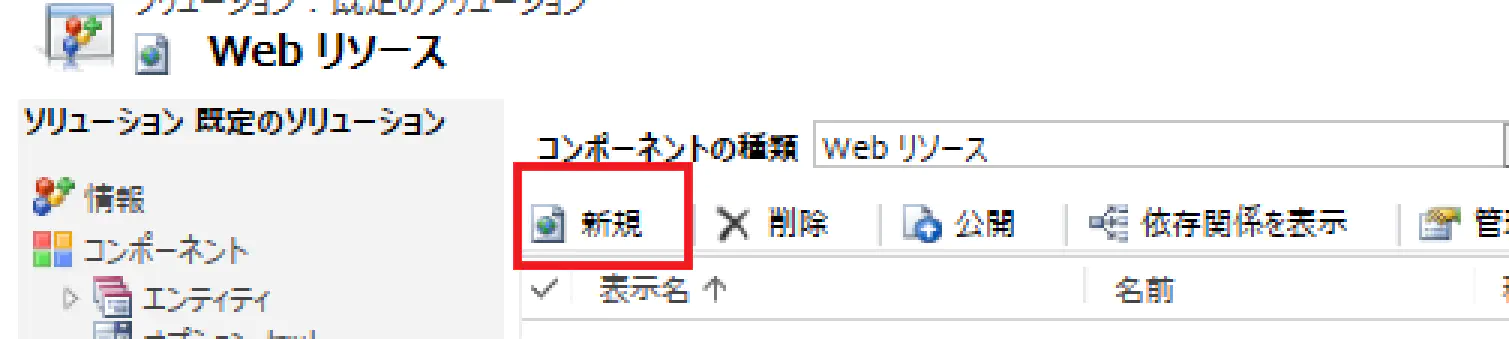 ソリューション : 既定のソリューション
Web リソース
ソリューション 既定のソリューション
コンポーネントの種類 Web リソース
情報
新規 削除 公開 依存関係を表示
コンポーネント
表示名 ↑ 名前
エンティティ